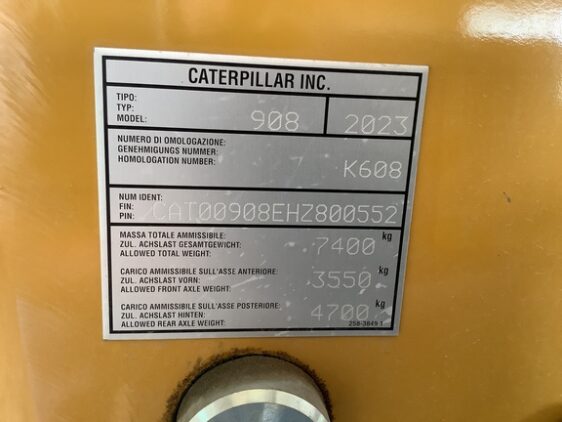 CATERPILLAR INC.
TIPO:
TYP:
MODEL: 908 2023
NUMERO DI OMOLOGAZIONE:
GENEHMIGUNGS NUMMER:
HOMOLOGATION NUMBER: K608
NUM IDENT:
FIN:
PIN: CAT00908EHZ800552
MASSA TOTALE AMMISSIBILE: kg
ZUL. ACHSLAST GESAMTGEWICHT: 7400
ALLOWED TOTAL WEIGHT:
CARICO AMMISSIBILE SULL'ASSE ANTERIORE: kg
ZUL. ACHSLAST VORN: 3550
ALLOWED FRONT AXLE WEIGHT:
CARICO AMMISSIBILE SULL'ASSE POSTERIORE: kg
ZUL. ACHSLAST HINTEN: 4700
ALLOWED REAR AXLE WEIGHT: 258-3849 1